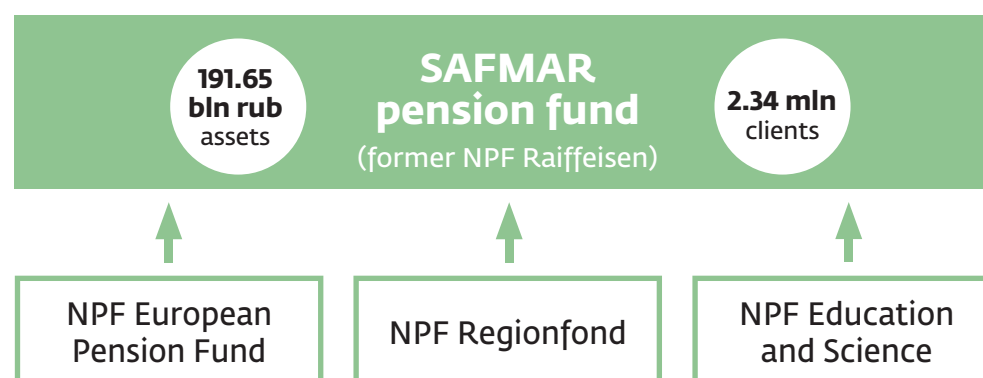 191.65
bln rub
assets
SAFMAR
pension fund
(former NPF Raiffeisen)
2.34 mln
clients
NPF European
Pension Fund
NPF Regionfond
NPF Education
and Science